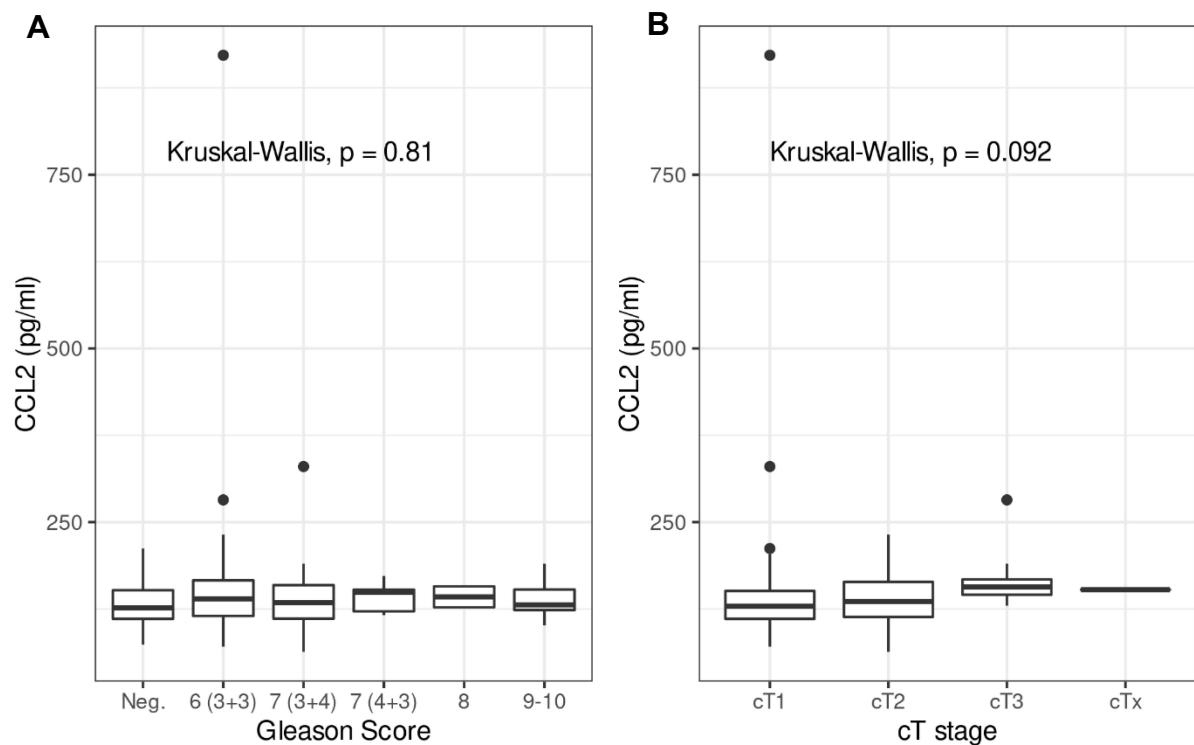 A
Kruskal-Wallis, p = 0.81
750
500
250
CCL2 (pg/ml)
Neg. 6 (3+3) 7 (3+4) 7 (4+3) 8 9-10
Gleason Score
B
Kruskal-Wallis, p = 0.092
750
500
250
CCL2 (pg/ml)
cT1 cT2 cT3 cTx
cT stage